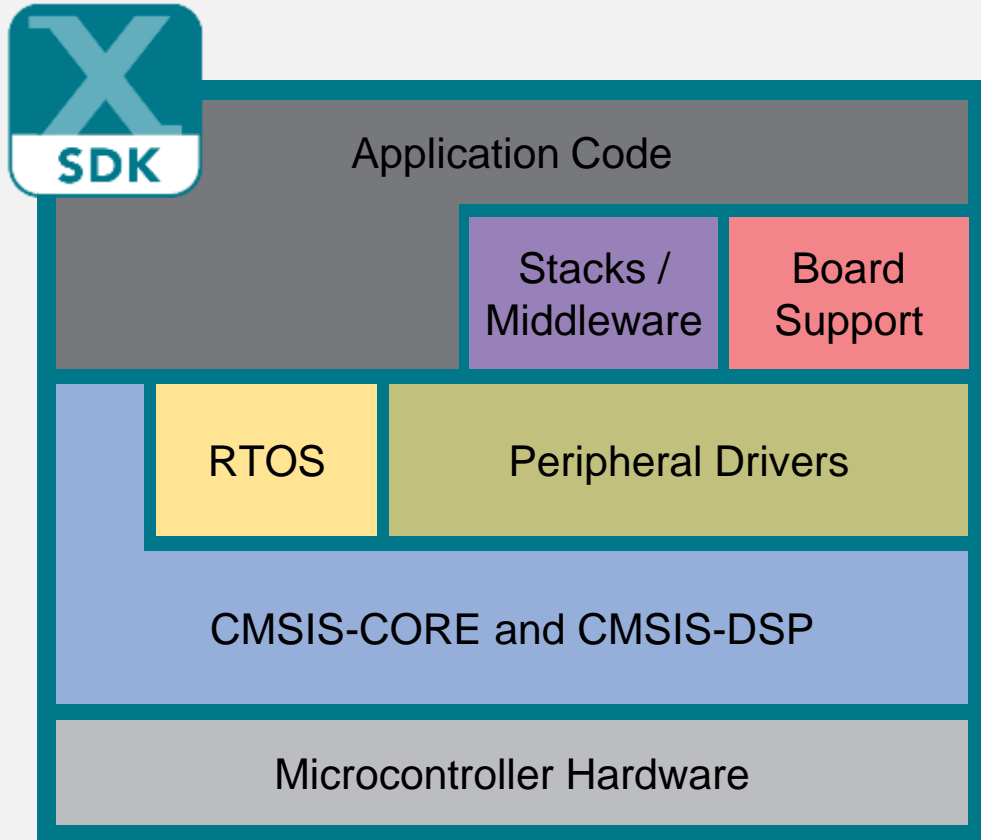 X
SDK
Application Code
Stacks /
Middleware
Board
Support
RTOS
Peripheral Drivers
CMSIS-CORE and CMSIS-DSP
Microcontroller Hardware